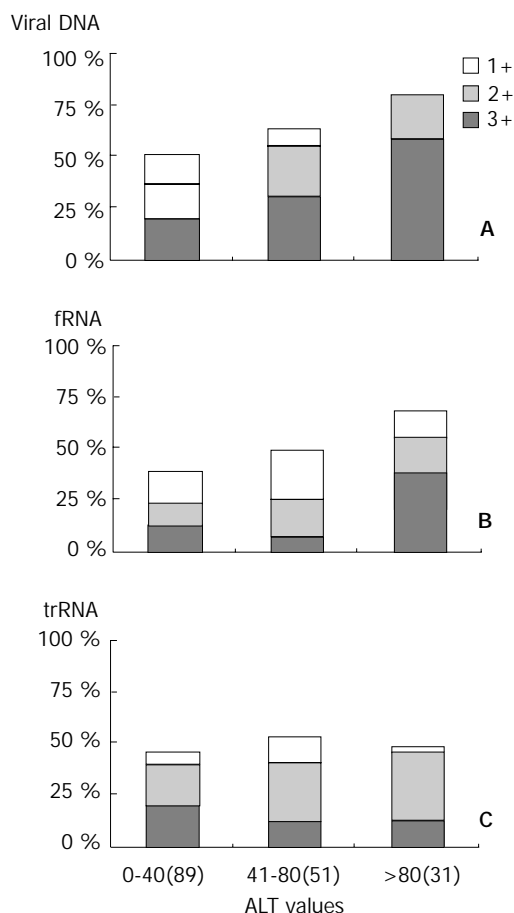 Viral DNA
100 %
75 %
50 %
25 %
0 %
1+
2+
3+
A
fRNA
100 %
75 %
50 %
25 %
0 %
B
trRNA
100 %
75 %
50 %
25 %
0 %
C
0-40(89) 41-80(51) >80(31)
ALT values